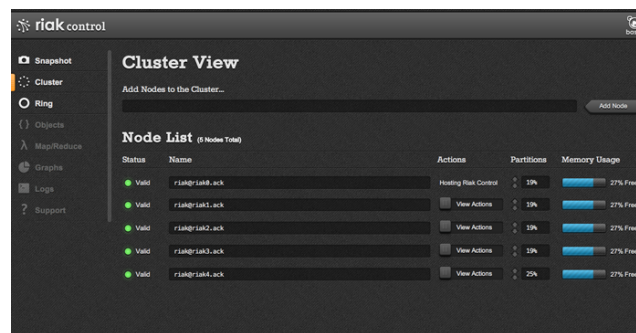 riak control
bas
Snapshot
Cluster
Ring
{ } Objects
λ Map/Reduce
Graphs
Logs
? Support
Cluster View
Add Nodes to the Cluster...
Add Node
Node List (5 Nodes Total)
Status Name Actions Partitions Memory Usage
Valid riak@riak0.ack Hosting Riak Control 19% 27% Free
Valid riak@riak1.ack View Actions 19% 27% Free
Valid riak@riak2.ack View Actions 19% 27% Free
Valid riak@riak3.ack View Actions 19% 27% Free
Valid riak@riak4.ack View Actions 25% 27% Free